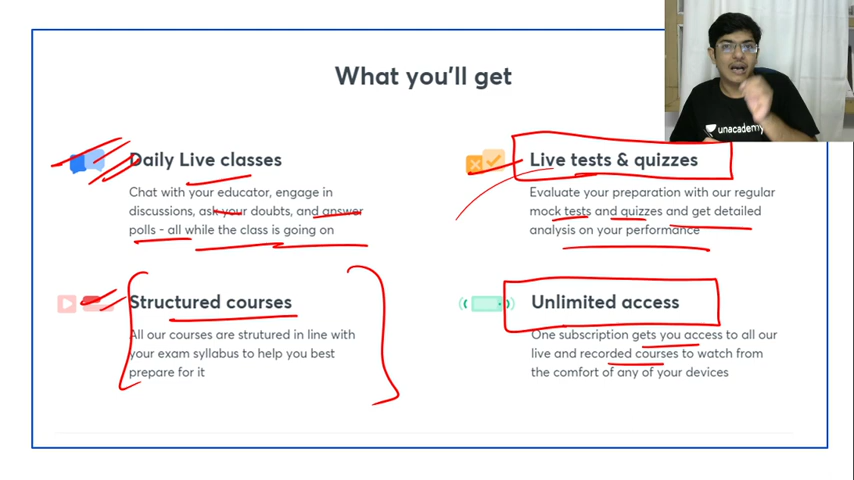 What you'll get
unacademy
Daily Live classes
Chat with your educator, engage in
discussions, ask your doubts, and answer
polls - all while the class is going on
Live tests & quizzes
Evaluate your preparation with our regular
mock tests and quizzes and get detailed
analysis on your performance
Structured courses
All our courses are strutured in line with
your exam syllabus to help you best
prepare for it
Unlimited access
One subscription gets you access to all our
live and recorded courses to watch from
the comfort of any of your devices